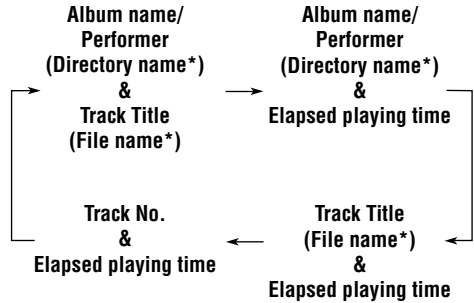 Album name/
Performer
(Directory name*)
&
Track Title
(File name*)
Album name/
Performer
(Directory name*)
&
Elapsed playing time
Track Title
(File name*)
&
Elapsed playing time
Track No.
&
Elapsed playing time